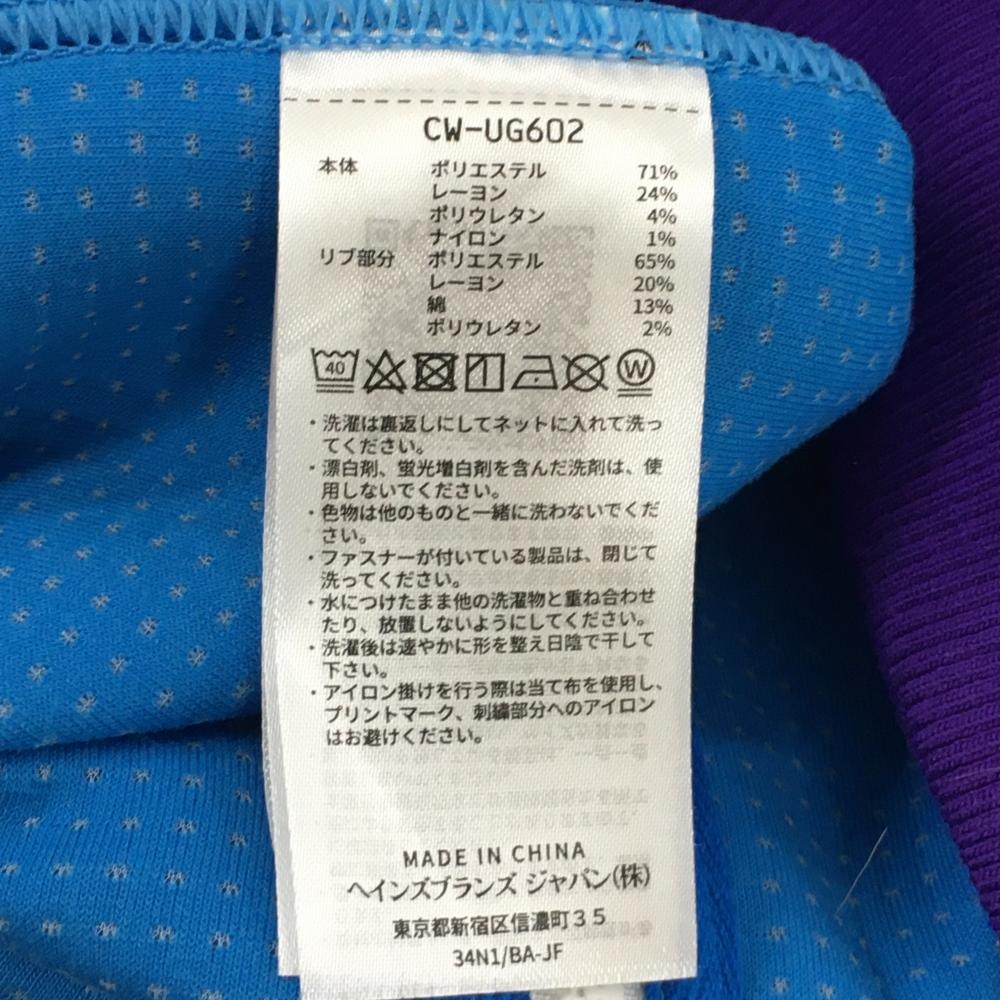 CW-UG602
本体 ポリエステル 71%
レーヨン 24%
ポリウレタン 4%
ナイロン 1%
リブ部分 ポリエステル 65%
レーヨン 20%
綿 13%
ポリウレタン 2%
40 W
・洗濯は裏返しにしてネットに入れて洗っ
てください。
・漂白剤、蛍光増白剤を含んだ洗剤は、使
用しないでください。
・色物は他のものと一緒に洗わないでくだ
さい。
・ファスナーが付いている製品は、閉じて
洗ってください。
・水につけたまま他の洗濯物と重ね合わせ
たり、放置しないようにしてください。
・洗濯後は速やかに形を整え日陰で干して
下さい。
・アイロン掛けを行う際は当て布を使用し、
プリントマーク、刺繍部分へのアイロン
はお避けください。
MADE IN CHINA
ヘインズブランズ ジャパン(株)
東京都新宿区信濃町35
34N1/BA-JF